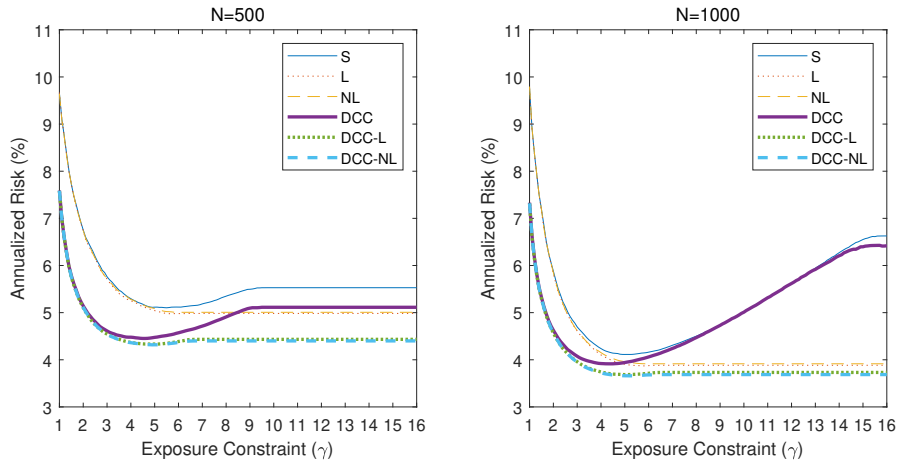 N=500
11
10
9
8
7
6
5
4
3
Annualized Risk (%)
1 2 3 4 5 6 7 8 9 10 11 12 13 14 15 16
Exposure Constraint (γ)
S
L
NL
DCC
DCC-L
DCC-NL
N=1000
11
10
9
8
7
6
5
4
3
Annualized Risk (%)
1 2 3 4 5 6 7 8 9 10 11 12 13 14 15 16
Exposure Constraint (γ)
S
L
NL
DCC
DCC-L
DCC-NL